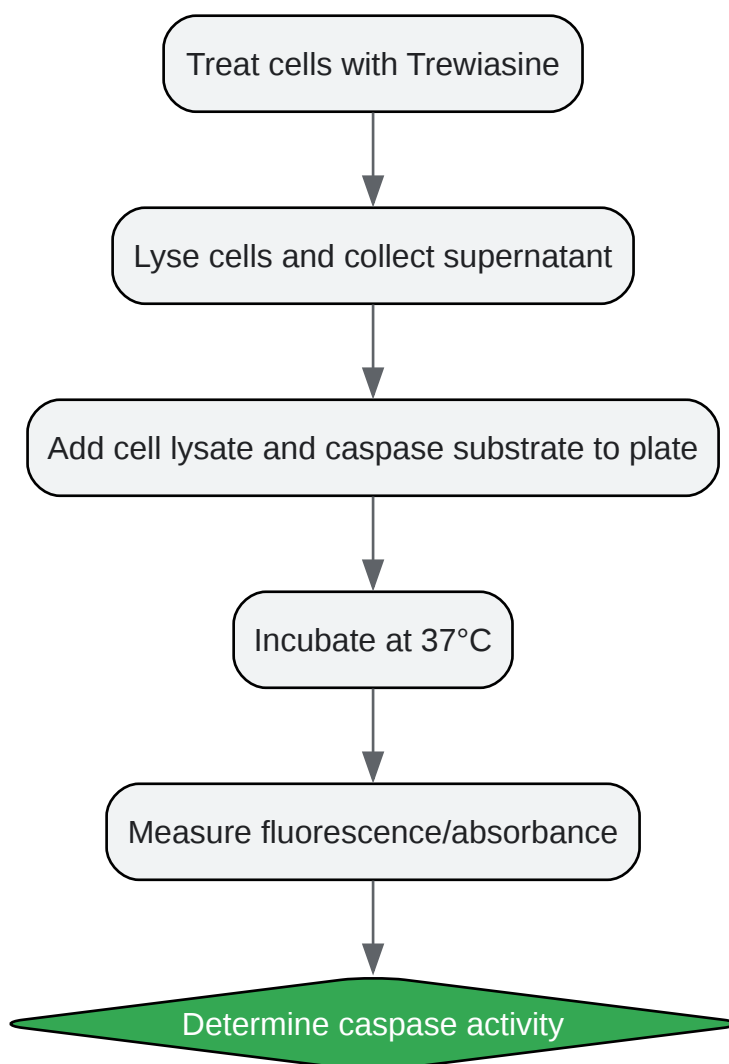 Treat cells with Trewiasine
Lyse cells and collect supernatant
Add cell lysate and caspase substrate to plate
Incubate at 37°C
Measure fluorescence/absorbance
Determine caspase activity